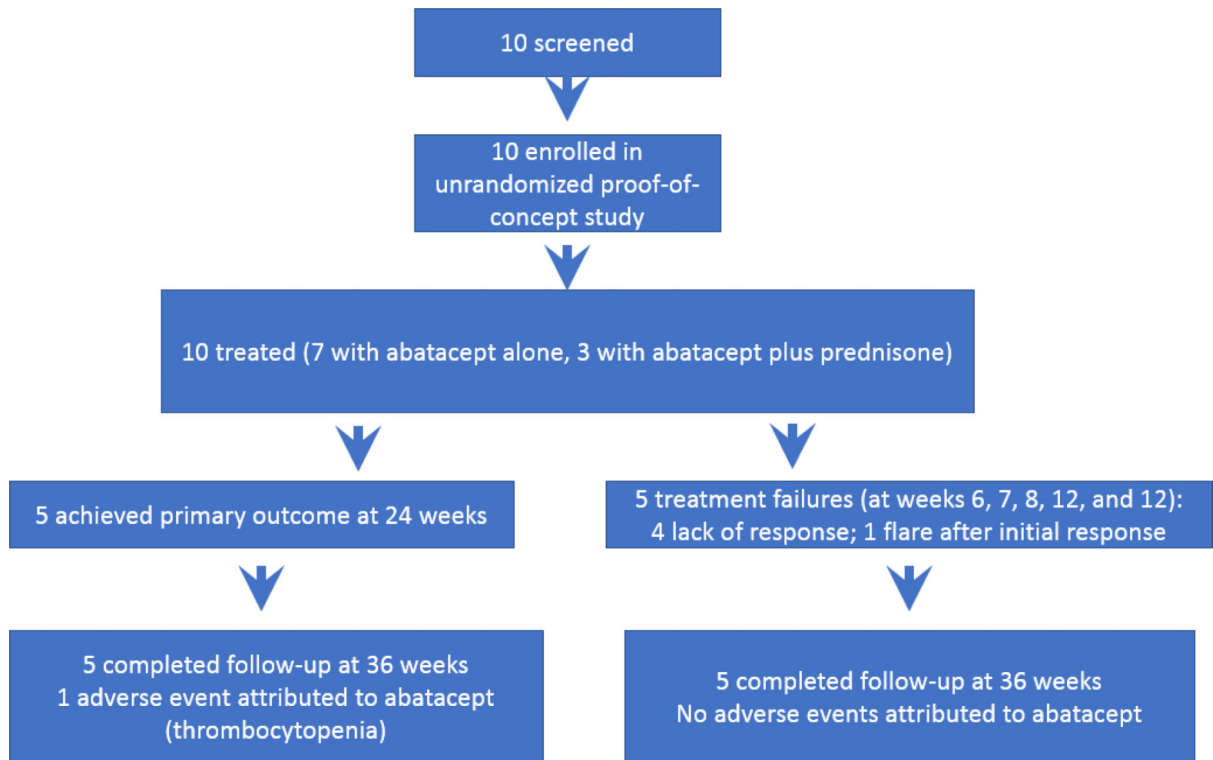 10 screened
10 enrolled in
unrandomized proof-of-
concept study
10 treated (7 with abatacept alone, 3 with abatacept plus prednisone)
5 achieved primary outcome at 24 weeks
5 treatment failures (at weeks 6, 7, 8, 12, and 12):
4 lack of response; 1 flare after initial response
5 completed follow-up at 36 weeks
1 adverse event attributed to abatacept
(thrombocytopenia)
5 completed follow-up at 36 weeks
No adverse events attributed to abatacept